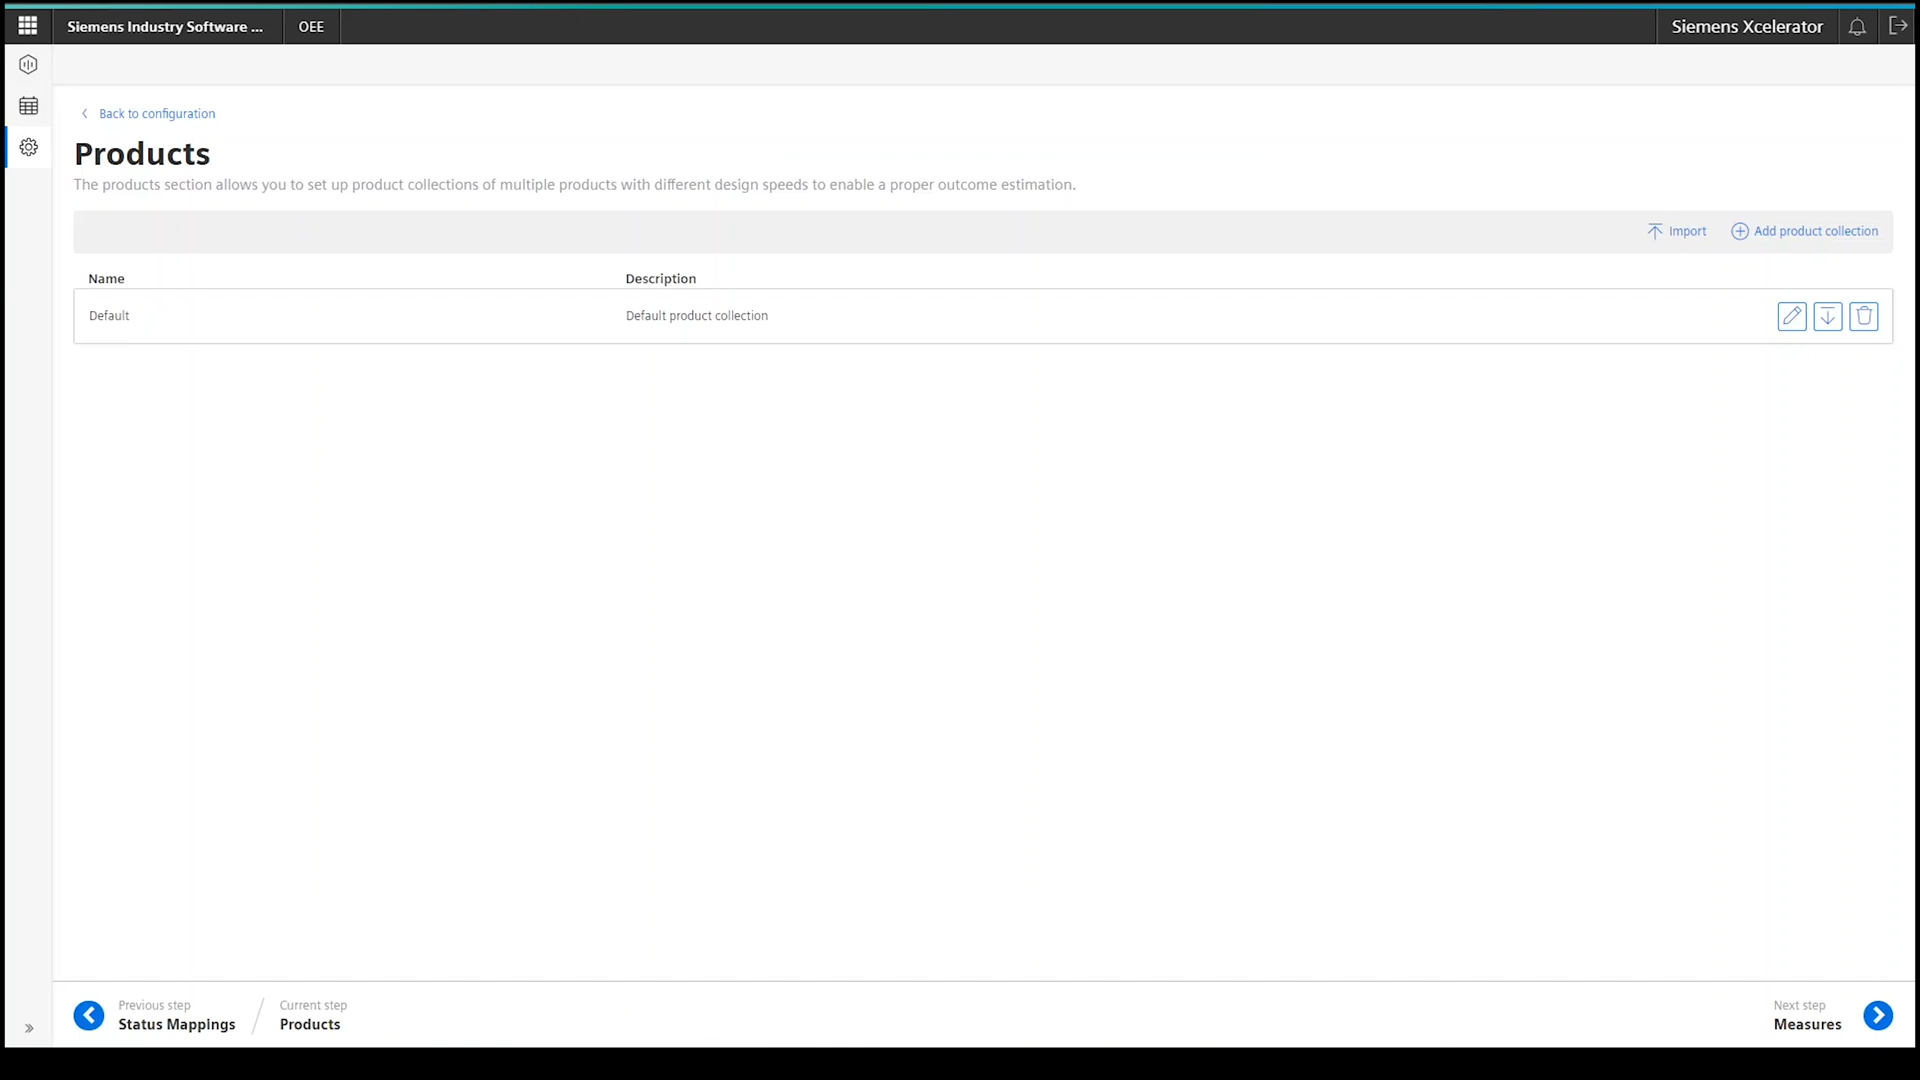 Siemens Industry Software ...
OEE
Siemens Xcelerator
Back to configuration
Products
The products section allows you to set up product collections of multiple products with different design speeds to enable a proper outcome estimation.
Import
Add product collection
Name
Description
Default
Default product collection
Previous step
Status Mappings
Current step
Products
Next step
Measures